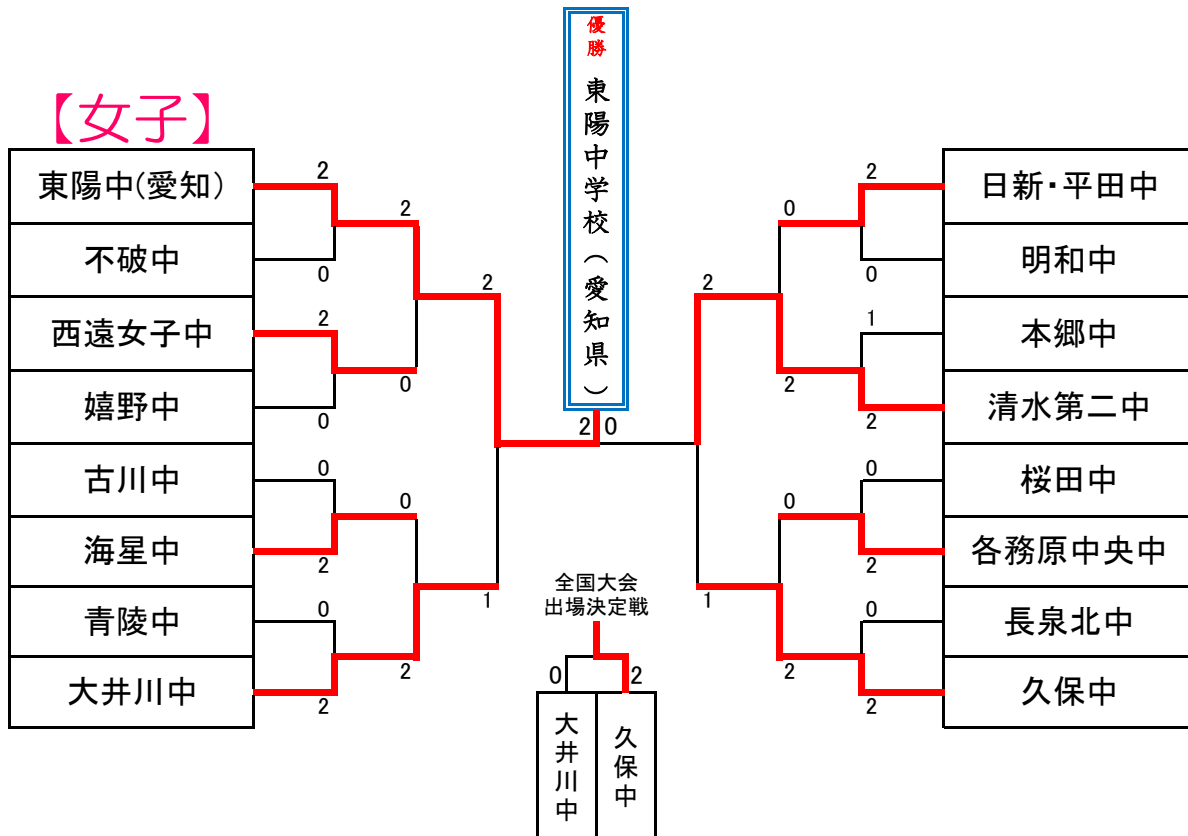 優勝 東陽中学校（愛知県）
【女子】
東陽中(愛知)
不破中
西遠女子中
嬉野中
古川中
海星中
青陵中
大井川中
2
0
2
0
0
2
0
2
2
0
0
2
2
1
2 0
2
1
0
2
0
2
2
0
1
2
0
2
0
2
日新・平田中
明和中
本郷中
清水第二中
桜田中
各務原中央中
長泉北中
久保中
全国大会
出場決定戦
0 2
大井川中
久保中